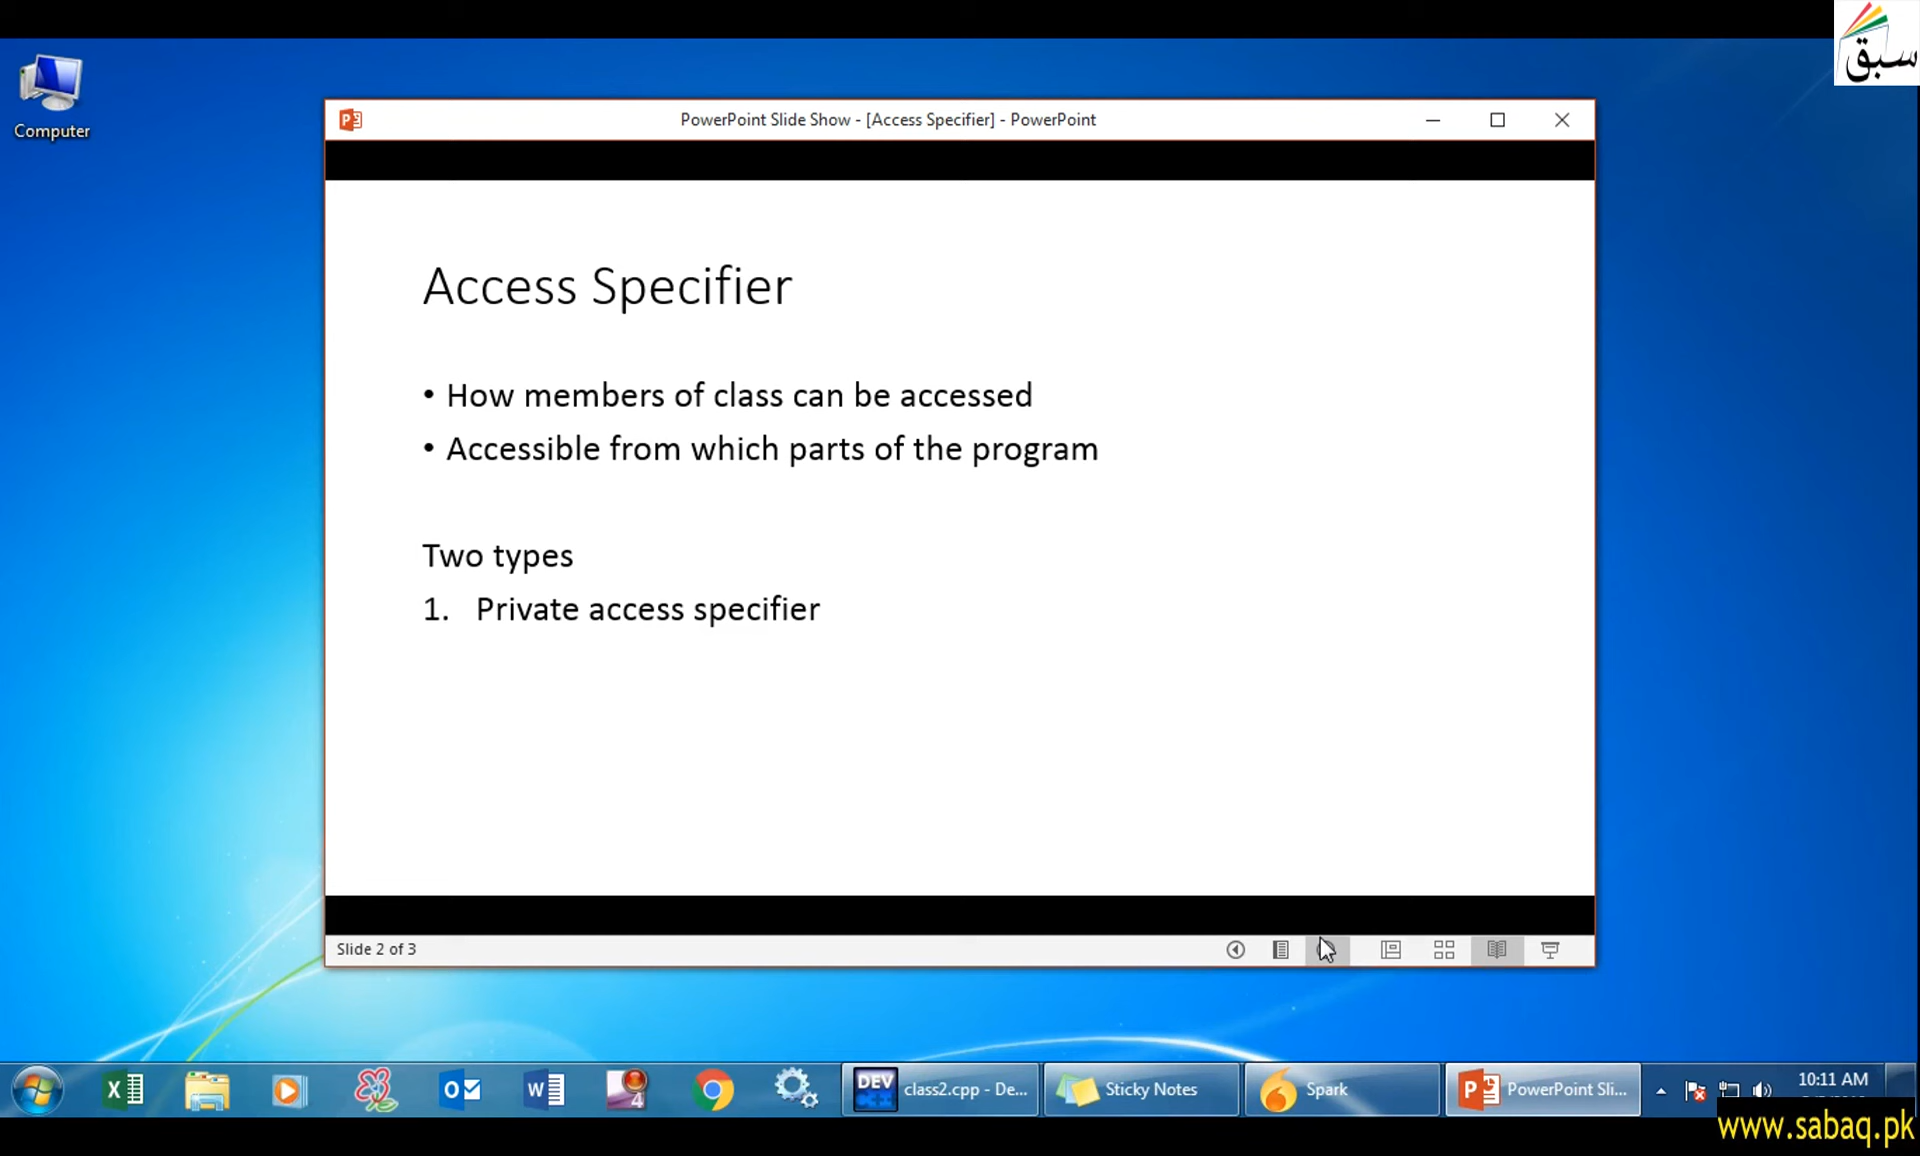 سبق
Computer
PowerPoint Slide Show - [Access Specifier] - PowerPoint
Access Specifier
• How members of class can be accessed
• Accessible from which parts of the program
Two types
1. Private access specifier
Slide 2 of 3
DEV
C++
class2.cpp - De...
Sticky Notes
Spark
PowerPoint Sli...
10:11 AM
www.sabaq.pk